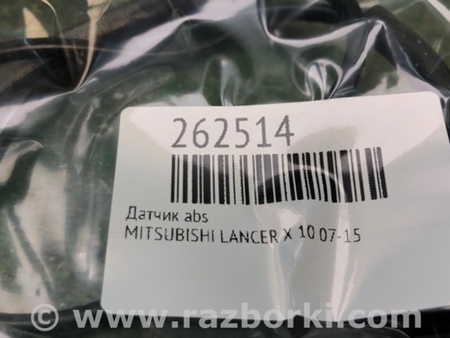 262514
Датчик abs
MITSUBISHI LANCER X 10 07-15
© www.razborki.com